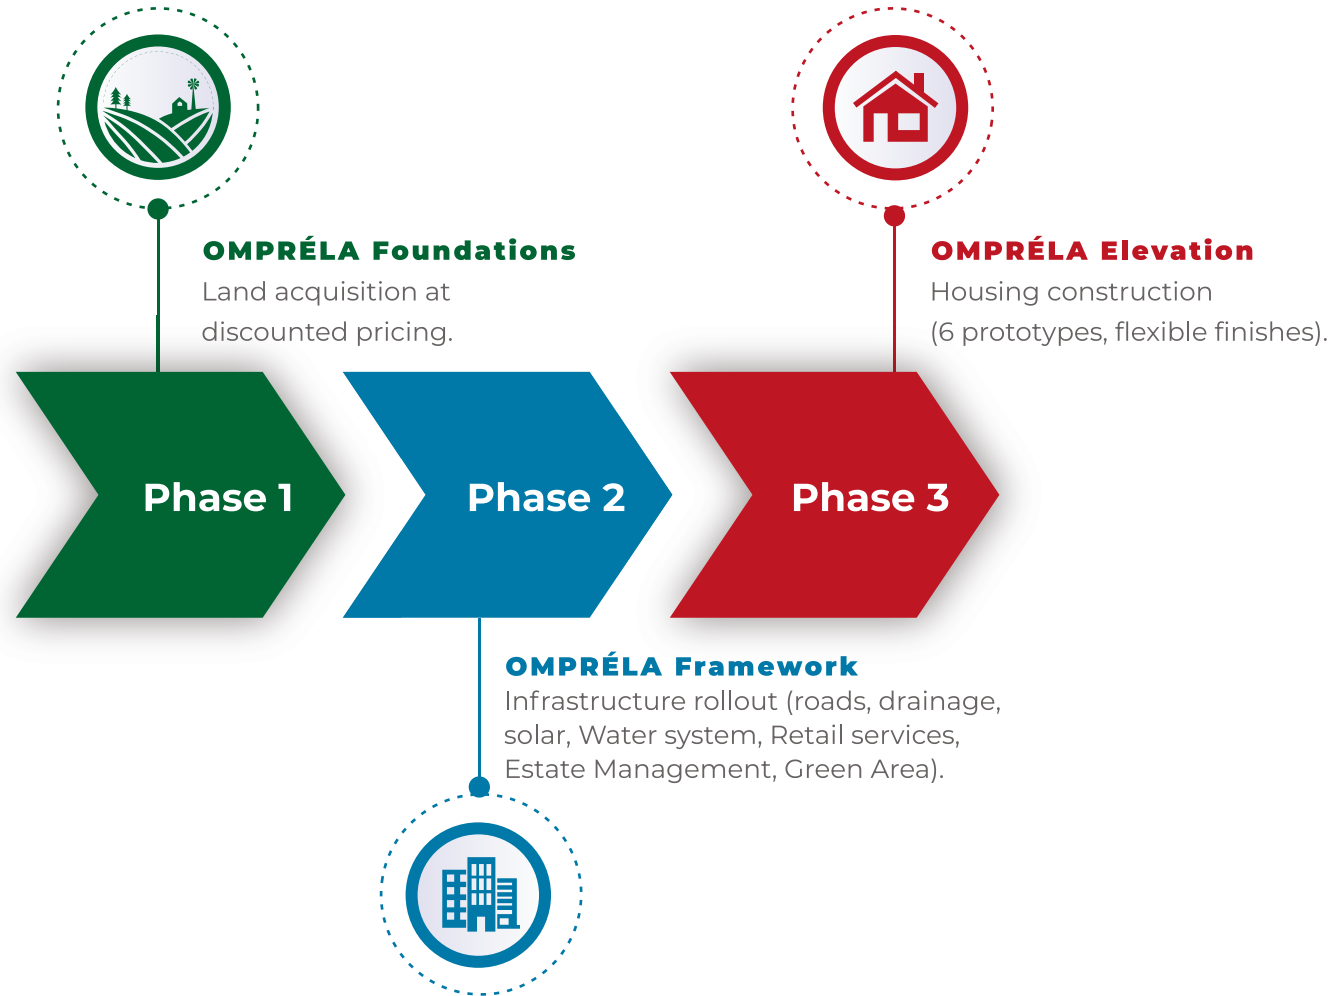 OMPRÉLA Foundations
Land acquisition at
discounted pricing.
OMPRÉLA Elevation
Housing construction
(6 prototypes, flexible finishes).
Phase 1
Phase 2
Phase 3
OMPRÉLA Framework
Infrastructure rollout (roads, drainage,
solar, Water system, Retail services,
Estate Management, Green Area).